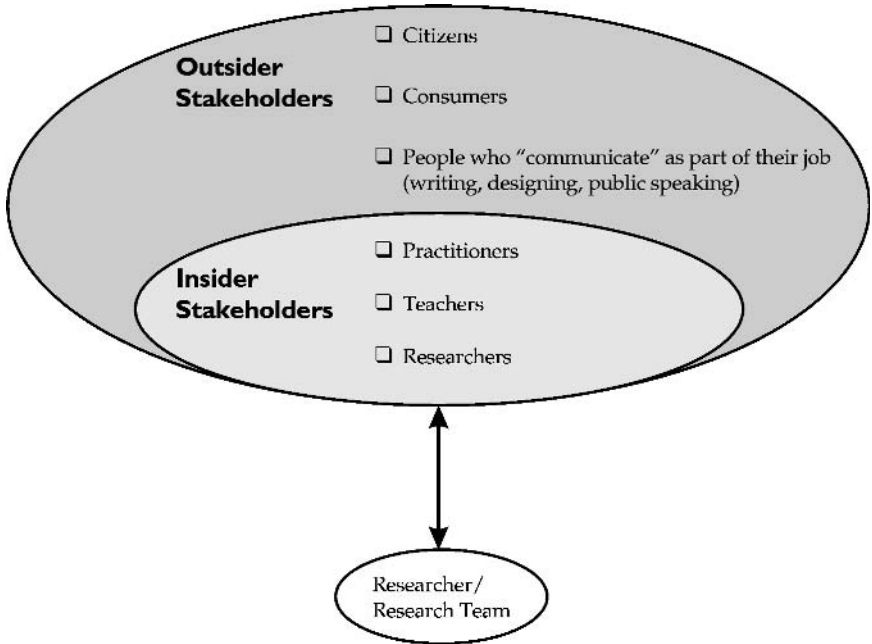 Outsider
Stakeholders
❑ Citizens
❑ Consumers
❑ People who “communicate” as part of their job
(writing, designing, public speaking)
Insider
Stakeholders
❑ Practitioners
❑ Teachers
❑ Researchers
Researcher/
Research Team